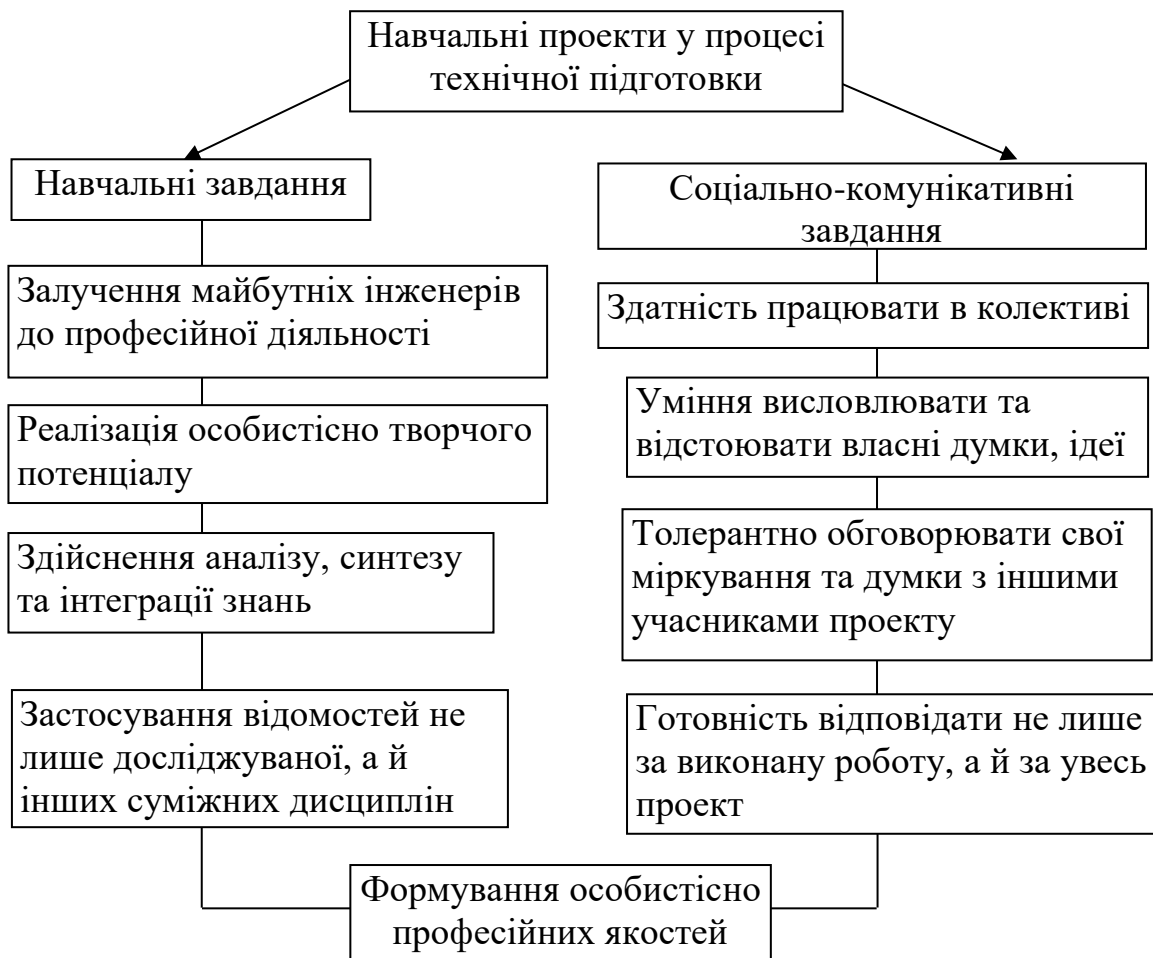 Навчальні проекти у процесі
технічної підготовки
Навчальні завдання
Залучення майбутніх інженерів
до професійної діяльності
Реалізація особистісно творчого
потенціалу
Здійснення аналізу, синтезу
та інтеграції знань
Застосування відомостей не
лише досліджуваної, а й
інших суміжних дисциплін
Соціально-комунікативні
завдання
Здатність працювати в колективі
Уміння висловлювати та
відстоювати власні думки, ідеї
Толерантно обговорювати свої
міркування та думки з іншими
учасниками проекту
Готовність відповідати не лише
за виконану роботу, а й за увесь
проект
Формування особистісно
професійних якостей